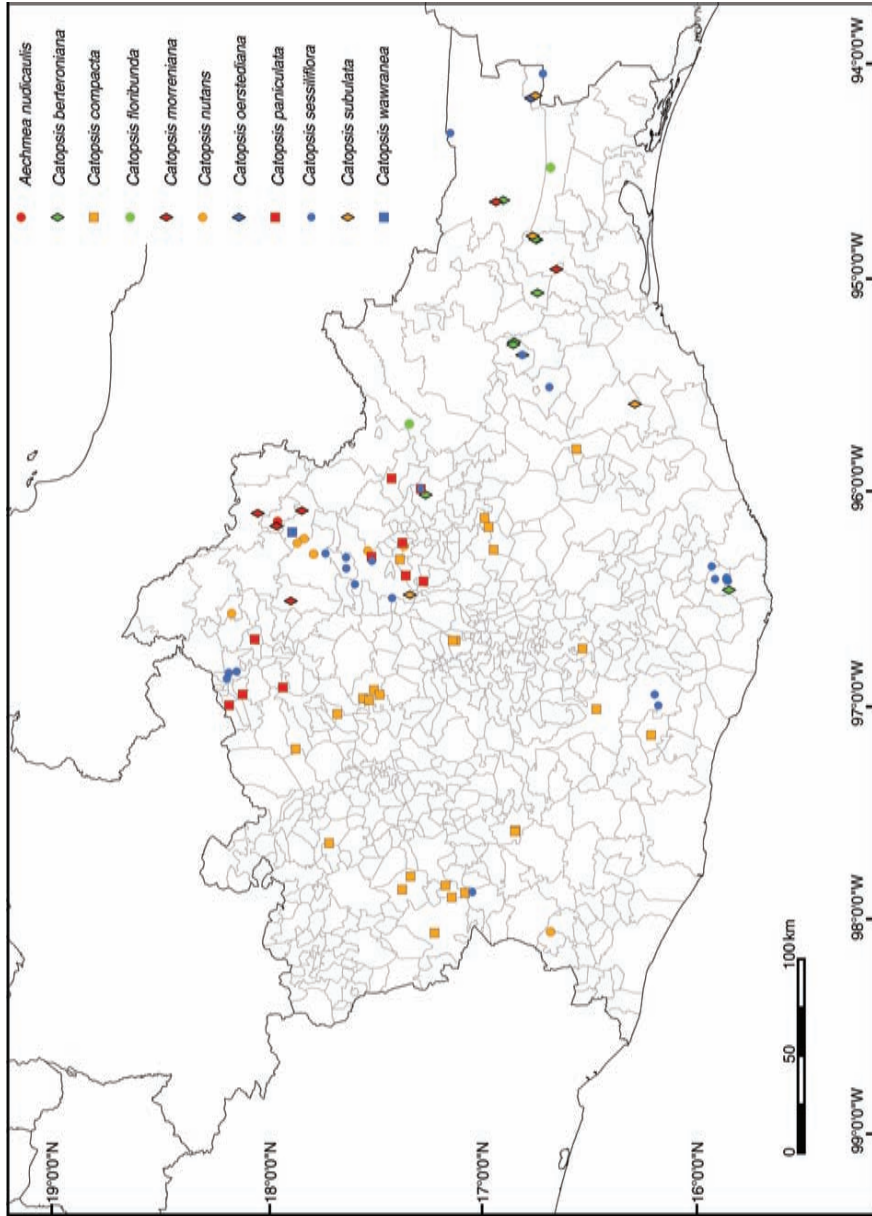 Aechmea nudicaulis
Catopsis berteroniana
Catopsis compacta
Catopsis floribunda
Catopsis morreniana
Catopsis nutans
Catopsis oerstediana
Catopsis paniculata
Catopsis sessiliflora
Catopsis subulata
Catopsis wawranea
19°0'0"N
18°0'0"N
17°0'0"N
16°0'0"N
0 50 100 km
99°0'0"W 98°0'0"W 97°0'0"W 96°0'0"W 95°0'0"W 94°0'0"W